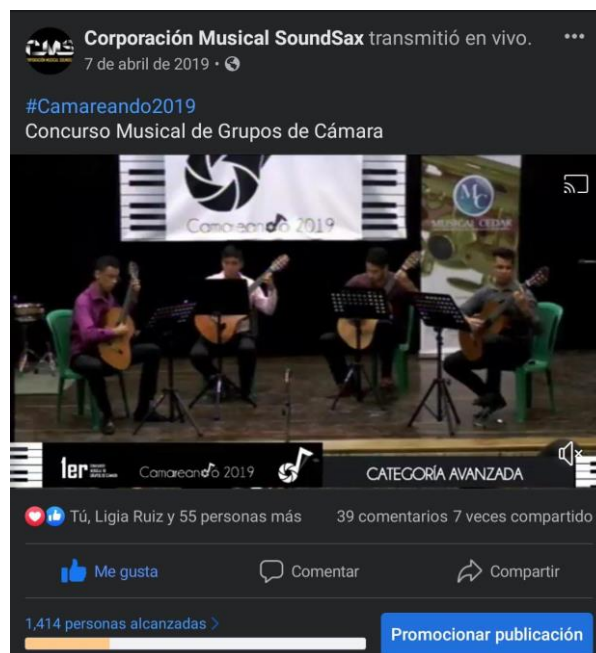 Corporación Musical SoundSax transmitió en vivo.
7 de abril de 2019
#Camareando2019
Concurso Musical de Grupos de Cámara
Camareando 2019
MC
MUSICAL CEDAR
1er
Camareando 2019
CATEGORÍA AVANZADA
Tú, Ligia Ruiz y 55 personas más
39 comentarios 7 veces compartido
Me gusta
Comentar
Compartir
1,414 personas alcanzadas
Promocionar publicación